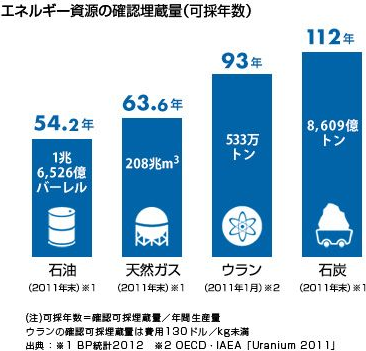 エネルギー資源の確認埋蔵量(可採年数)
54.2年
63.6年
93年
112年
1兆
6,526億
バーレル
208兆m³
533万
トン
8,609億
トン
石油
(2011年末)※1
天然ガス
(2011年末)※1
ウラン
(2011年1月)※2
石炭
(2011年末)※1
(注)可採年数=確認可採埋蔵量/年間生産量
ウランの確認可採埋蔵量は費用130ドル/kg未満
出典:※1 BP統計2012 ※2 OECD・IAEA「Uranium 2011」